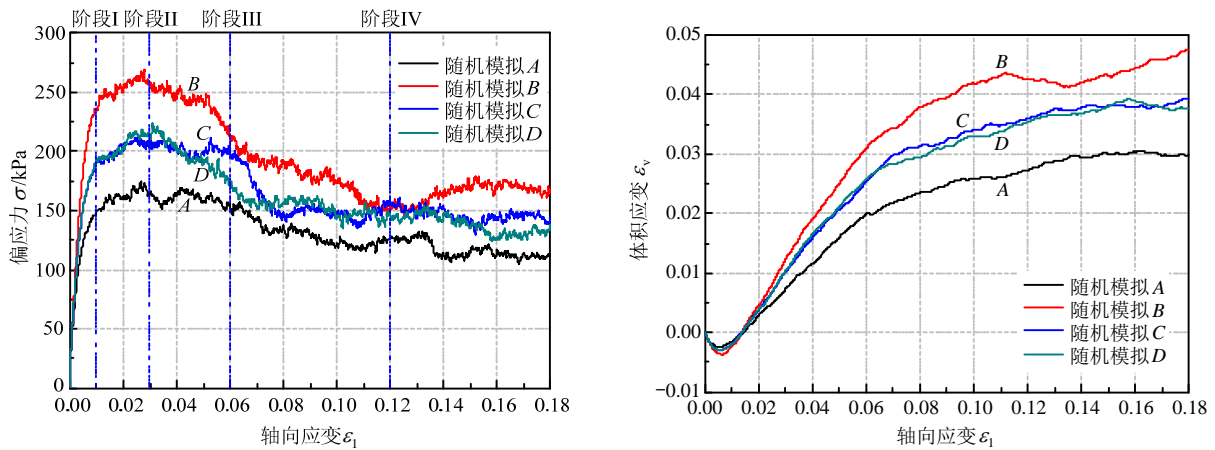 阶段I 阶段II 阶段III 阶段IV
300
250
200
150
100
50
0
偏应力 σ/kPa
随机模拟A
随机模拟B
随机模拟C
随机模拟D
B
C
D
A
0.00 0.02 0.04 0.06 0.08 0.10 0.12 0.14 0.16 0.18
轴向应变ε₁
0.05
0.04
0.03
0.02
0.01
0.00
−0.01
体积应变 εᵥ
B
C
D
A
随机模拟A
随机模拟B
随机模拟C
随机模拟D
0.00 0.02 0.04 0.06 0.08 0.10 0.12 0.14 0.16 0.18
轴向应变ε₁